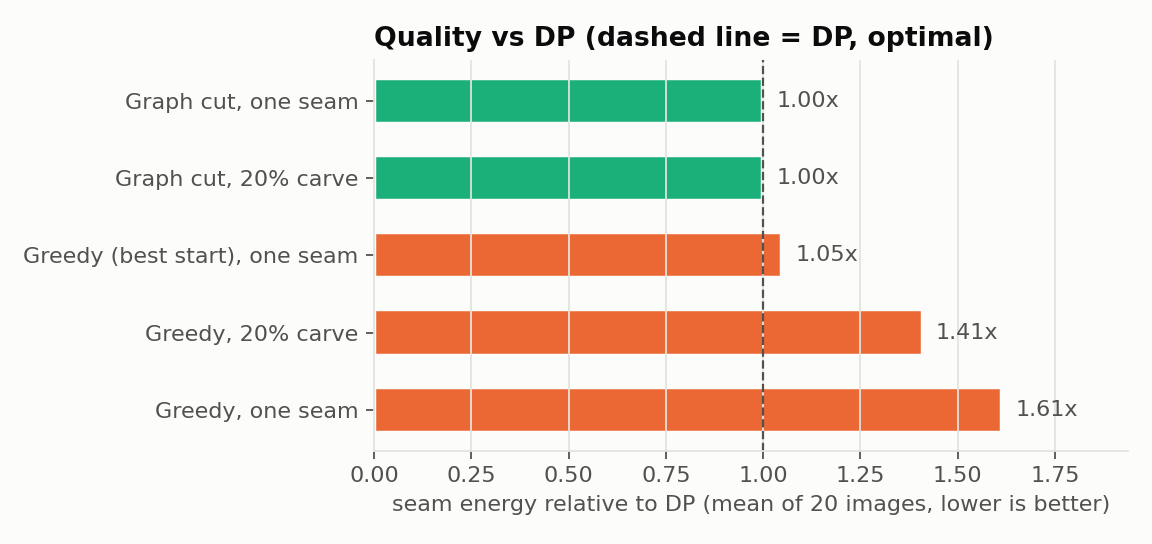 Quality vs DP (dashed line = DP, optimal)
Graph cut, one seam 1.00x
Graph cut, 20% carve 1.00x
Greedy (best start), one seam 1.05x
Greedy, 20% carve 1.41x
Greedy, one seam 1.61x
0.00 0.25 0.50 0.75 1.00 1.25 1.50 1.75
seam energy relative to DP (mean of 20 images, lower is better)